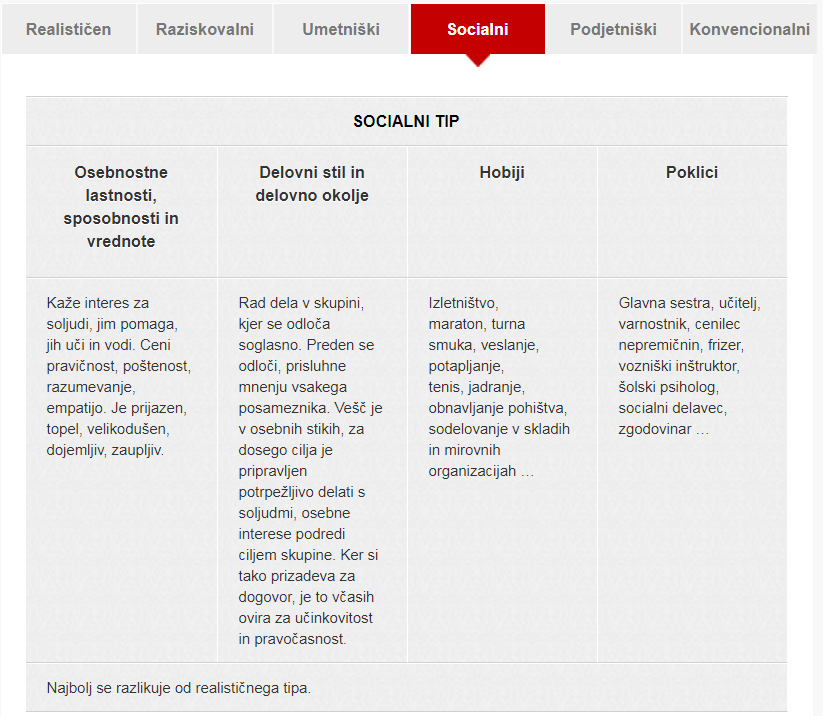 Realističen
Raziskovalni
Umetniški
Socialni
Podjetniški
Konvencionalni
SOCIALNI TIP
Osebnostne
lastnosti,
sposobnosti in
vrednote
Delovni stil in
delovno okolje
Hobiji
Poklici
Kaže interes za
soljudi, jim pomaga,
jih uči in vodi. Ceni
pravičnost, poštenost,
razumevanje,
empatijo. Je prijazen,
topel, velikodušen,
dojemljiv, zaupljiv.
Rad dela v skupini,
kjer se odloča
soglasno. Preden se
odloči, prisluhne
mnenju vsakega
posameznika. Vešč je
v osebnih stikih, za
dosego cilja je
pripravljen
potrpežljivo delati s
soljudmi, osebne
interese podredi
ciljem skupine. Ker si
tako prizadeva za
dogovor, je to včasih
ovira za učinkovitost
in pravočasnost.
Izletništvo,
maraton, turna
smuka, veslanje,
potapljanje,
tenis, jadranje,
obnavljanje pohištva,
sodelovanje v skladih
in mirovnih
organizacijah …
Glavna sestra, učitelj,
varnostnik, cenilec
nepremičnin, frizer,
vozniški inštruktor,
šolski psiholog,
socialni delavec,
zgodovinar …
Najbolj se razlikuje od realističnega tipa.